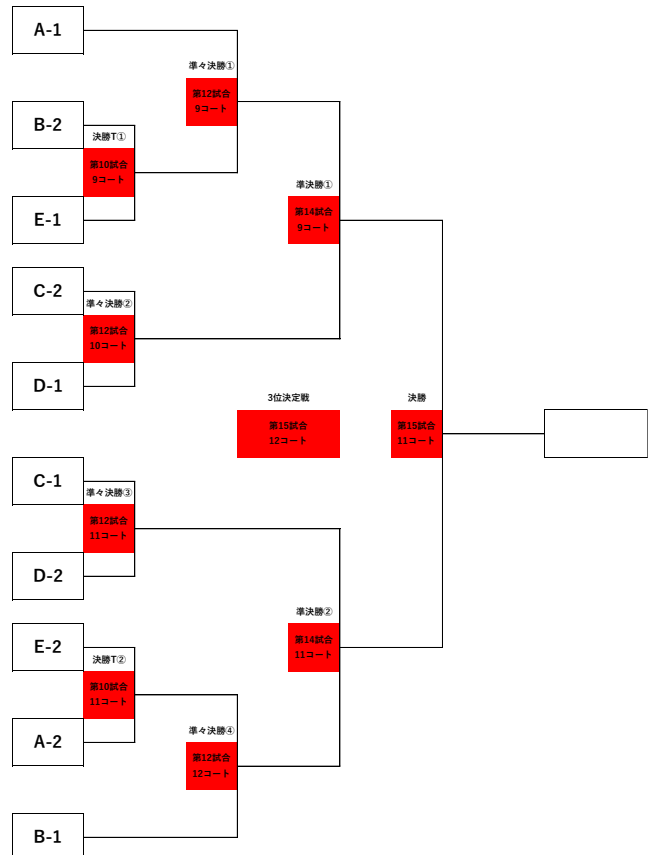 A-1
準々決勝①
第12試合
9コート
B-2
決勝T①
第10試合
9コート
準決勝①
第14試合
9コート
E-1
C-2
準々決勝②
第12試合
10コート
D-1
3位決定戦
第15試合
12コート
決勝
第15試合
11コート
C-1
準々決勝③
第12試合
11コート
D-2
準決勝②
第14試合
11コート
E-2
決勝T②
第10試合
11コート
A-2
準々決勝④
第12試合
12コート
B-1